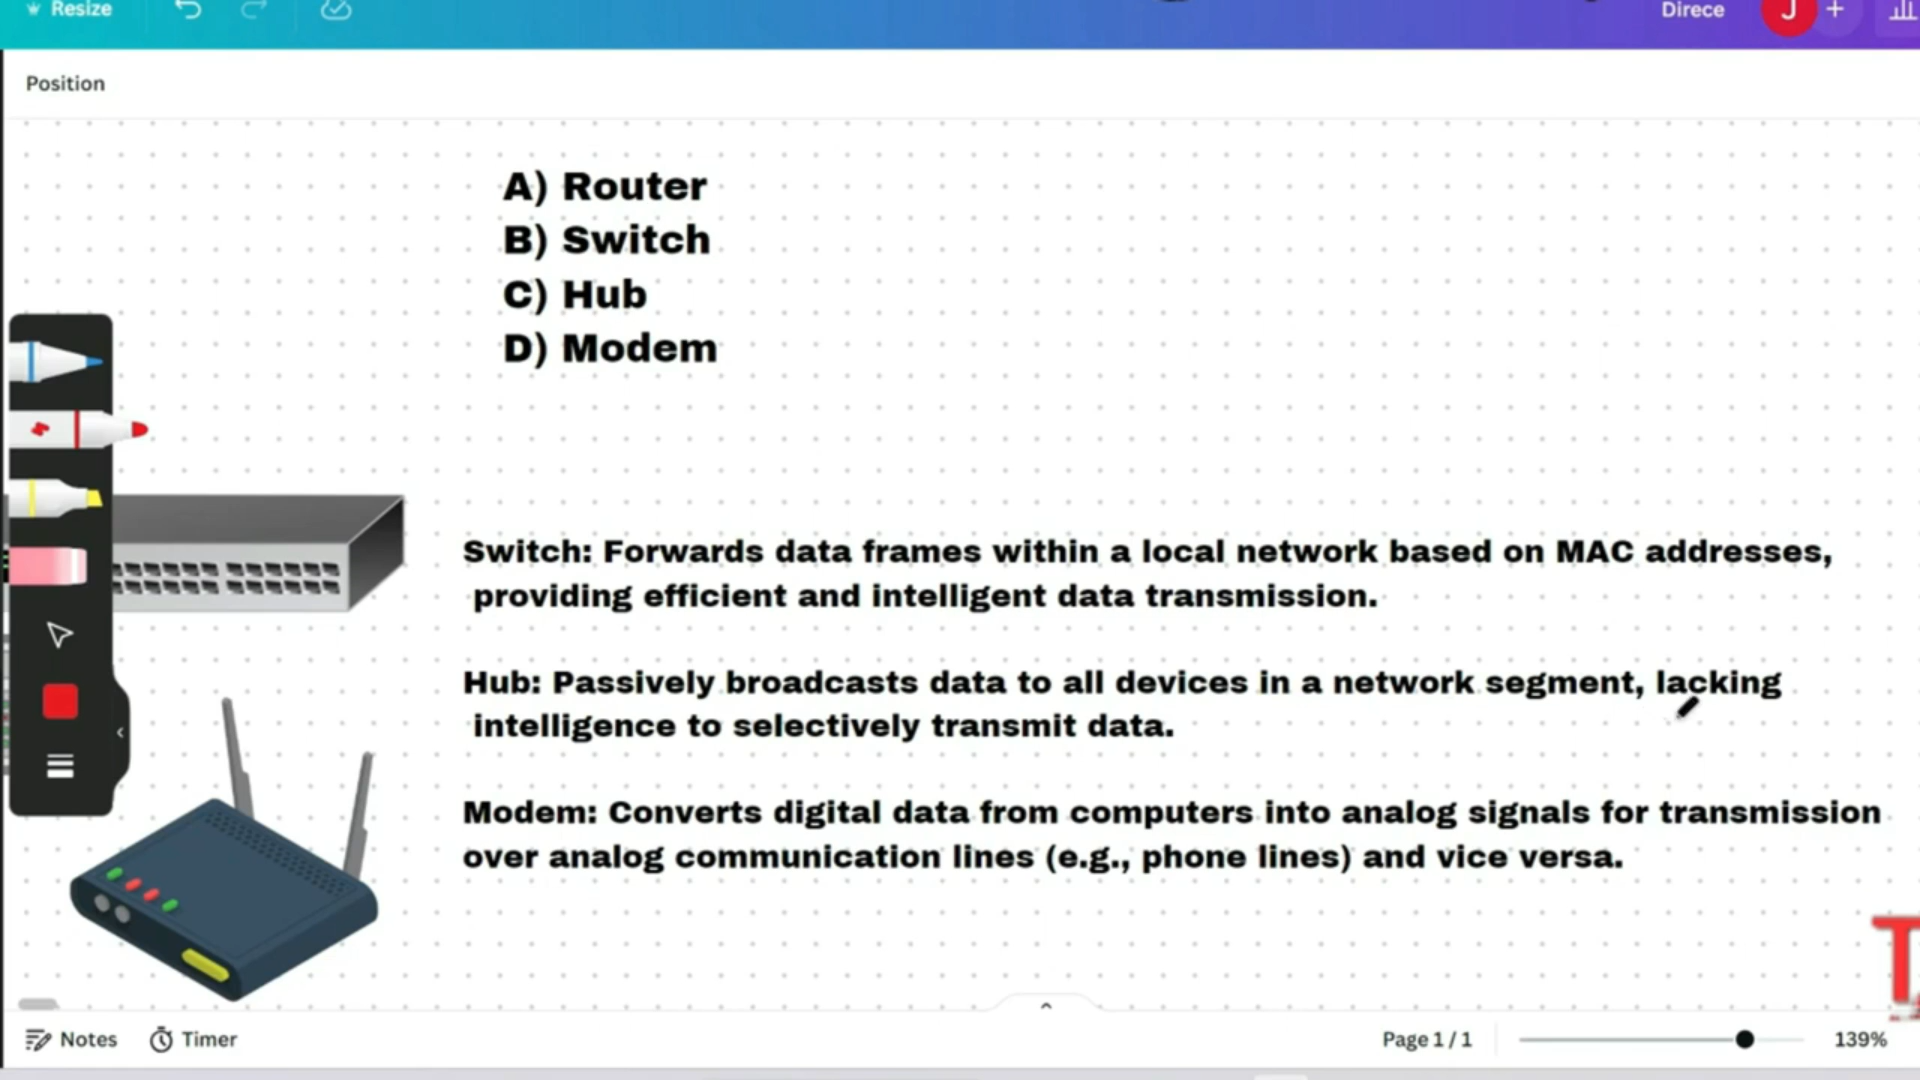 Resize
Direce
J
+
Position
A) Router
B) Switch
C) Hub
D) Modem
Switch: Forwards data frames within a local network based on MAC addresses,
providing efficient and intelligent data transmission.
Hub: Passively broadcasts data to all devices in a network segment, lacking
intelligence to selectively transmit data.
Modem: Converts digital data from computers into analog signals for transmission
over analog communication lines (e.g., phone lines) and vice versa.
T
Notes
Timer
Page 1 / 1
139%